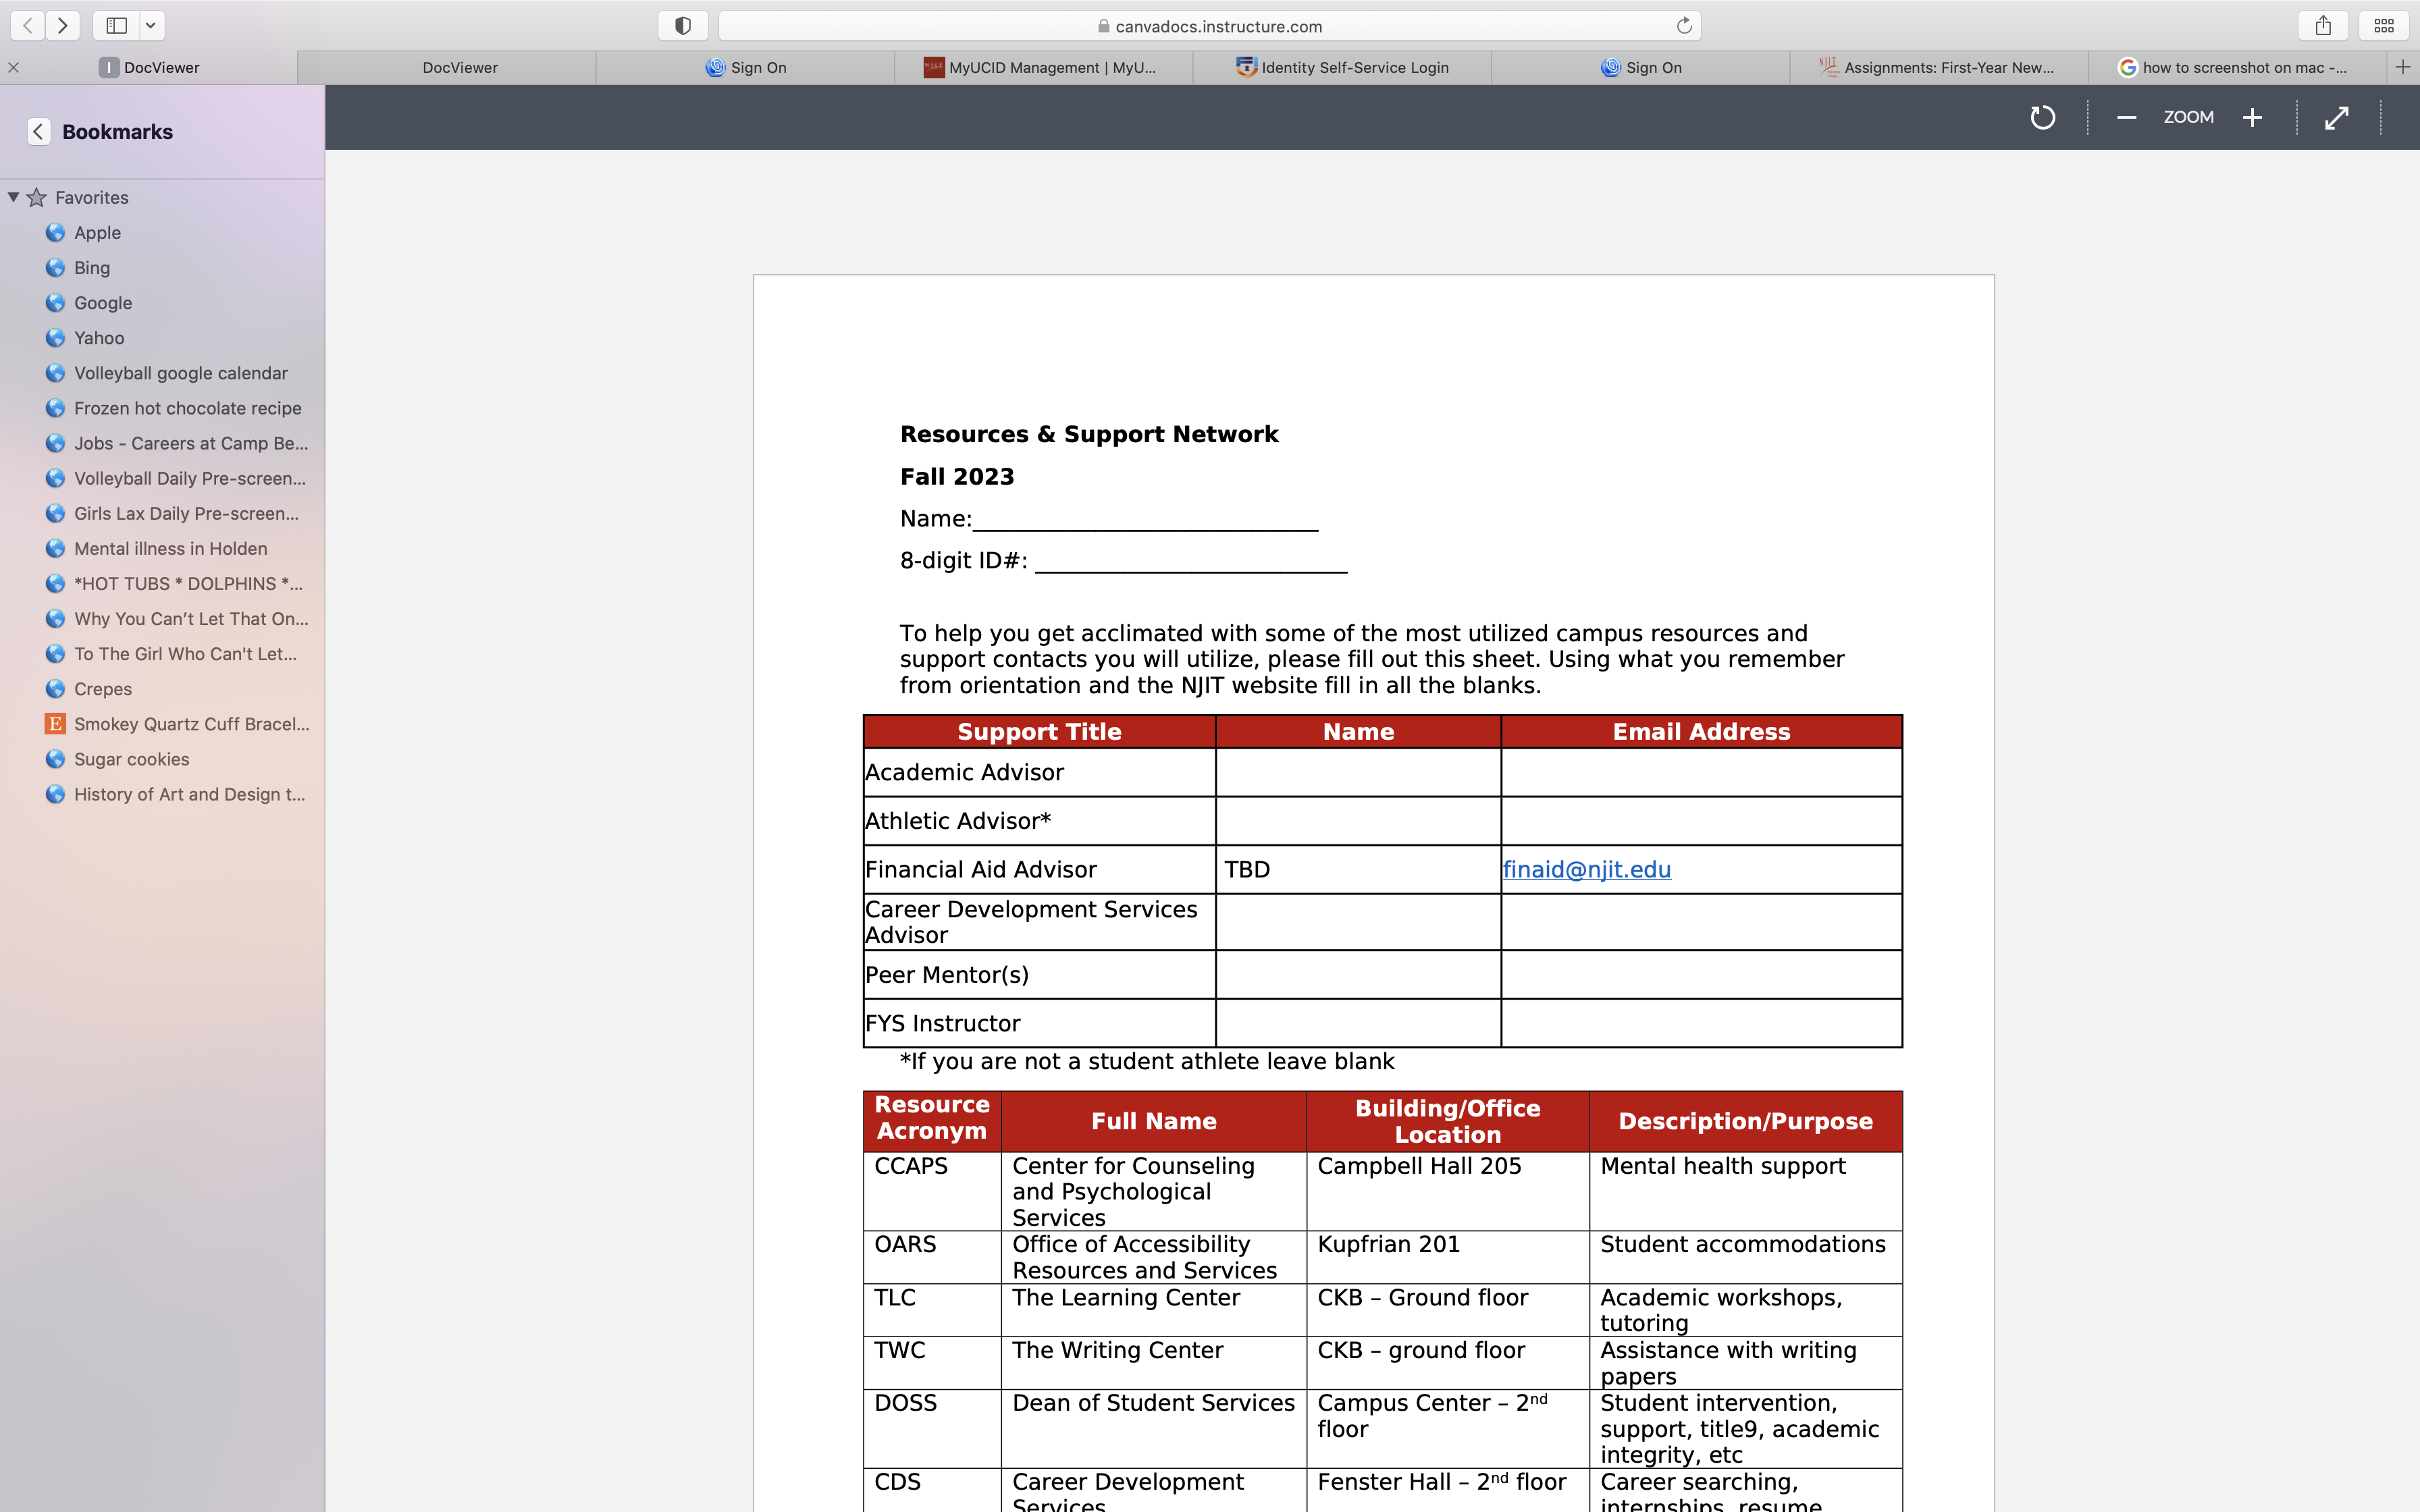 canvadocs.instructure.com
DocViewer
DocViewer
Sign On
MyUCID Management | MyU...
Identity Self-Service Login
Sign On
Assignments: First-Year New...
how to screenshot on mac -...
Bookmarks
ZOOM
Favorites
Apple
Bing
Google
Yahoo
Volleyball google calendar
Frozen hot chocolate recipe
Jobs - Careers at Camp Be...
Volleyball Daily Pre-screen...
Girls Lax Daily Pre-screen...
Mental illness in Holden
*HOT TUBS * DOLPHINS *...
Why You Can’t Let That On...
To The Girl Who Can't Let...
Crepes
E Smokey Quartz Cuff Bracel...
Sugar cookies
History of Art and Design t...
Resources & Support Network
Fall 2023
Name:
8-digit ID#:
To help you get acclimated with some of the most utilized campus resources and
support contacts you will utilize, please fill out this sheet. Using what you remember
from orientation and the NJIT website fill in all the blanks.
Support Title Name Email Address
Academic Advisor
Athletic Advisor*
Financial Aid Advisor TBD finaid@njit.edu
Career Development Services
Advisor
Peer Mentor(s)
FYS Instructor
*If you are not a student athlete leave blank
Resource
Acronym
Full Name
Building/Office
Location
Description/Purpose
CCAPS
Center for Counseling
and Psychological
Services
Campbell Hall 205
Mental health support
OARS
Office of Accessibility
Resources and Services
Kupfrian 201
Student accommodations
TLC
The Learning Center
CKB – Ground floor
Academic workshops,
tutoring
TWC
The Writing Center
CKB – ground floor
Assistance with writing
papers
DOSS
Dean of Student Services
Campus Center – 2nd
floor
Student intervention,
support, title9, academic
integrity, etc
CDS
Career Development
Services
Fenster Hall – 2nd floor
Career searching,
internships, resume